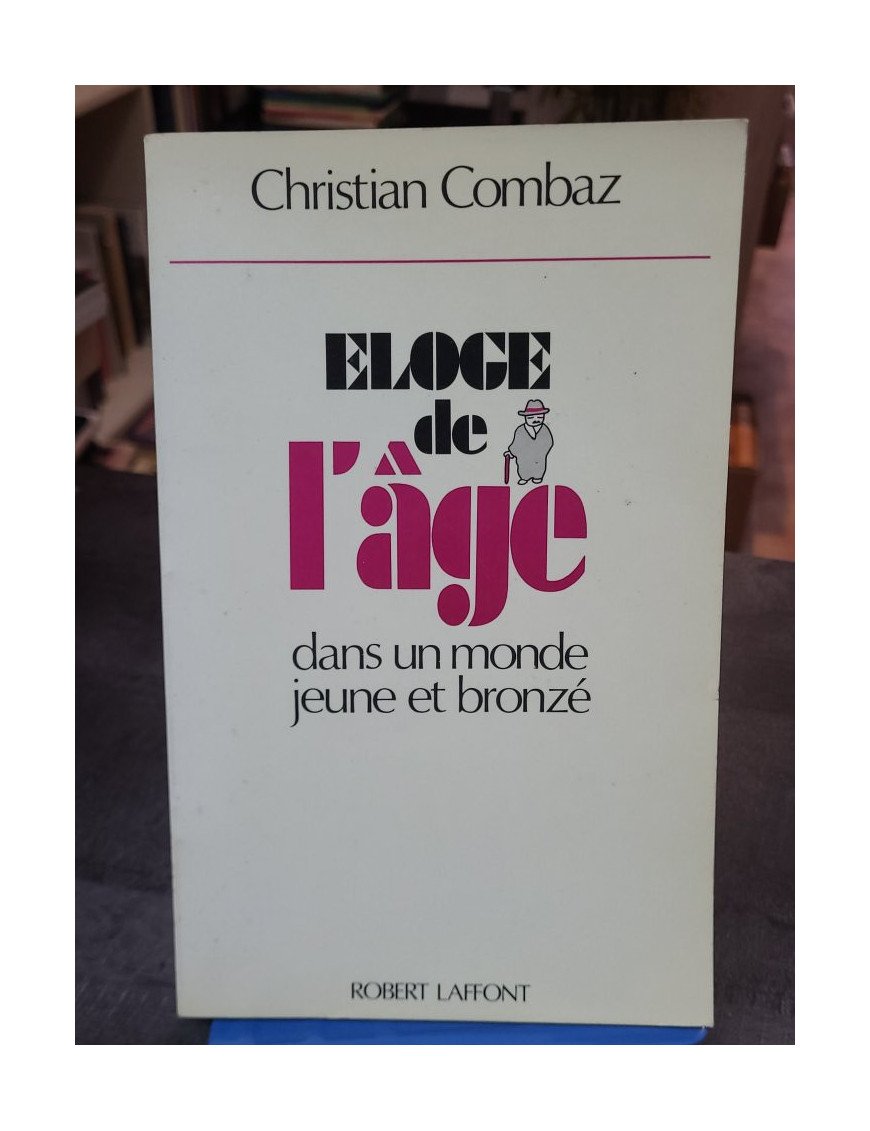 Christian Combaz
ELOGE
de
l'âge
dans un monde
jeune et bronzé
ROBERT LAFFONT